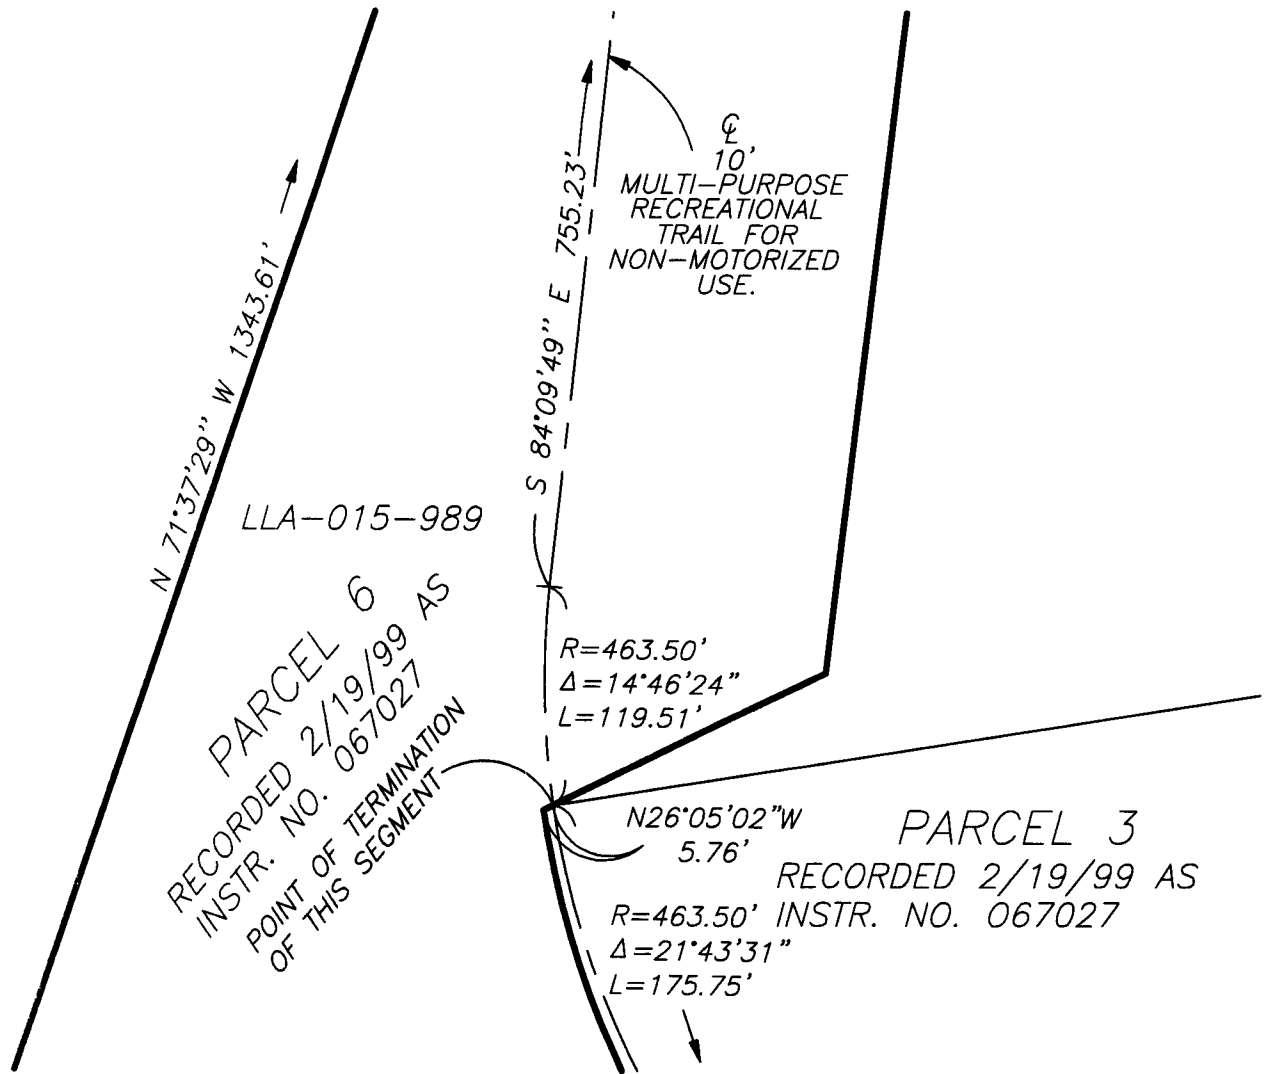 ℄
10'
MULTI-PURPOSE
RECREATIONAL
TRAIL FOR
NON-MOTORIZED
USE.
N 71°37'29" W 1343.61'
S 84°09'49" E 755.23'
LLA-015-989
PARCEL 6
RECORDED 2/19/99 AS
INSTR. NO. 067027
POINT OF TERMINATION
OF THIS SEGMENT
R=463.50'
Δ=14°46'24"
L=119.51'
N26°05'02"W
5.76'
PARCEL 3
RECORDED 2/19/99 AS
INSTR. NO. 067027
R=463.50'
Δ=21°43'31"
L=175.75'